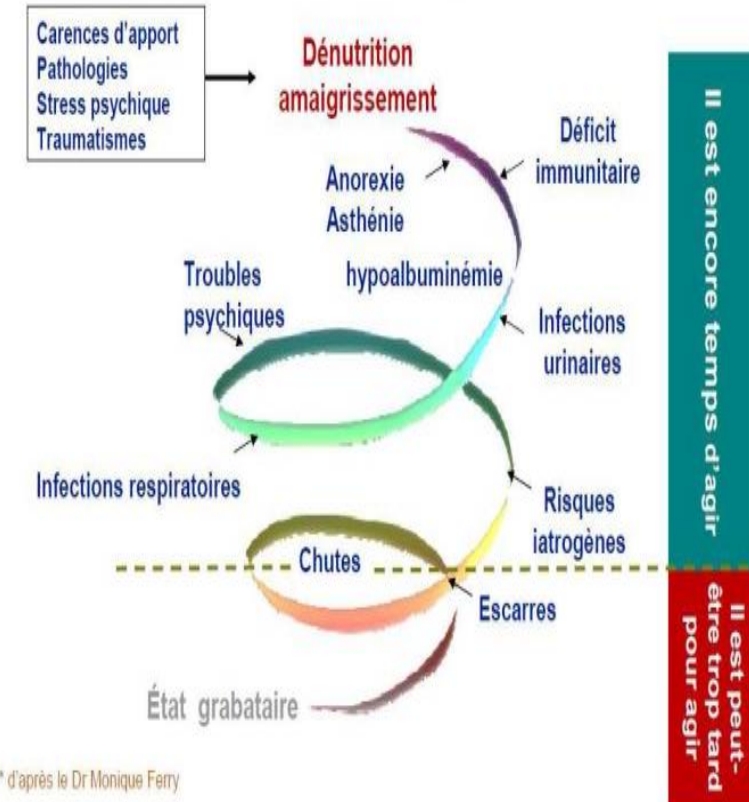 Carences d'apport
Pathologies
Stress psychique
Traumatismes
Dénutrition
amaigrissement
Déficit
immunitaire
Anorexie
Asthénie
hypoalbuminémie
Troubles
psychiques
Infections
urinaires
Infections respiratoires
Risques
iatrogènes
Chutes
Escarres
État grabataire
* d'après le Dr Monique Ferry
Il est encore temps d'agir
Il est peut-
être trop tard
pour agir